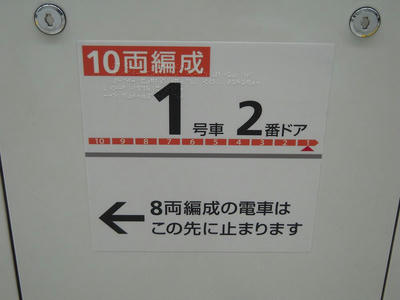 10両編成
1号車 2番ドア
10 9 8 7 6 5 4 3 2 1
8両編成の電車は
この先に止まります